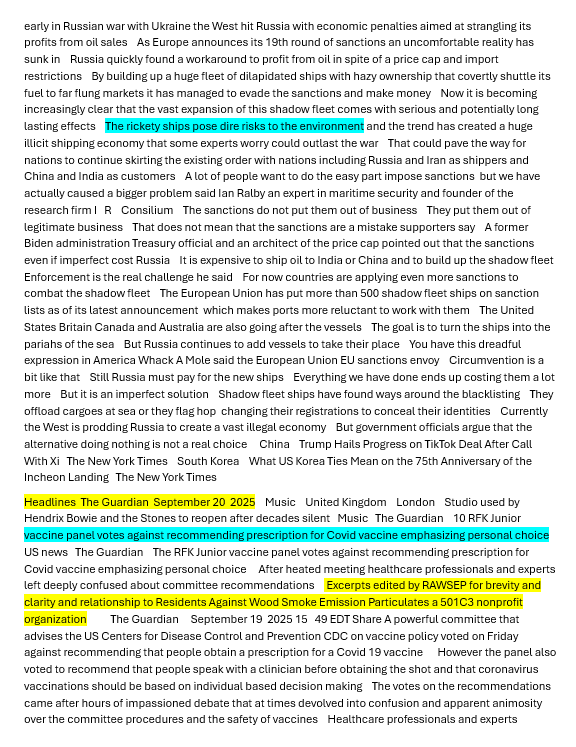 early in Russian war with Ukraine the West hit Russia with economic penalties aimed at strangling its
profits from oil sales As Europe announces its 19th round of sanctions an uncomfortable reality has
sunk in Russia quickly found a workaround to profit from oil in spite of a price cap and import
restrictions By building up a huge fleet of dilapidated ships with hazy ownership that covertly shuttle its
fuel to far flung markets it has managed to evade the sanctions and make money Now it is becoming
increasingly clear that the vast expansion of this shadow fleet comes with serious and potentially long
lasting effects The rickety ships pose dire risks to the environment and the trend has created a huge
illicit shipping economy that some experts worry could outlast the war That could pave the way for
nations to continue skirting the existing order with nations including Russia and Iran as shippers and
China and India as customers A lot of people want to do the easy part impose sanctions but we have
actually caused a bigger problem said Ian Ralby an expert in maritime security and founder of the
research firm I R Consilium The sanctions do not put them out of business They put them out of
legitimate business That does not mean that the sanctions are a mistake supporters say A former
Biden administration Treasury official and an architect of the price cap pointed out that the sanctions
even if imperfect cost Russia It is expensive to ship oil to India or China and to build up the shadow fleet
Enforcement is the real challenge he said For now countries are applying even more sanctions to
combat the shadow fleet The European Union has put more than 500 shadow fleet ships on sanction
lists as of its latest announcement which makes ports more reluctant to work with them The United
States Britain Canada and Australia are also going after the vessels The goal is to turn the ships into the
pariahs of the sea But Russia continues to add vessels to take their place You have this dreadful
expression in America Whack A Mole said the European Union EU sanctions envoy Circumvention is a
bit like that Still Russia must pay for the new ships Everything we have done ends up costing them a lot
more But it is an imperfect solution Shadow fleet ships have found ways around the blacklisting They
offload cargoes at sea or they flag hop changing their registrations to conceal their identities Currently
the West is prodding Russia to create a vast illegal economy But government officials argue that the
alternative doing nothing is not a real choice China Trump Hails Progress on TikTok Deal After Call
With Xi The New York Times South Korea What US Korea Ties Mean on the 75th Anniversary of the
Incheon Landing The New York Times
Headlines The Guardian September 20 2025 Music United Kingdom London Studio used by
Hendrix Bowie and the Stones to reopen after decades silent Music The Guardian 10 RFK Junior
vaccine panel votes against recommending prescription for Covid vaccine emphasizing personal choice
US news The Guardian The RFK Junior vaccine panel votes against recommending prescription for
Covid vaccine emphasizing personal choice After heated meeting healthcare professionals and experts
left deeply confused about committee recommendations Excerpts edited by RAWSEP for brevity and
clarity and relationship to Residents Against Wood Smoke Emission Particulates a 501C3 nonprofit
organization The Guardian September 19 2025 15 49 EDT Share A powerful committee that
advises the US Centers for Disease Control and Prevention CDC on vaccine policy voted on Friday
against recommending that people obtain a prescription for a Covid 19 vaccine However the panel also
voted to recommend that people speak with a clinician before obtaining the shot and that coronavirus
vaccinations should be based on individual based decision making The votes on the recommendations
came after hours of impassioned debate that at times devolved into confusion and apparent animosity
over the committee procedures and the safety of vaccines Healthcare professionals and experts